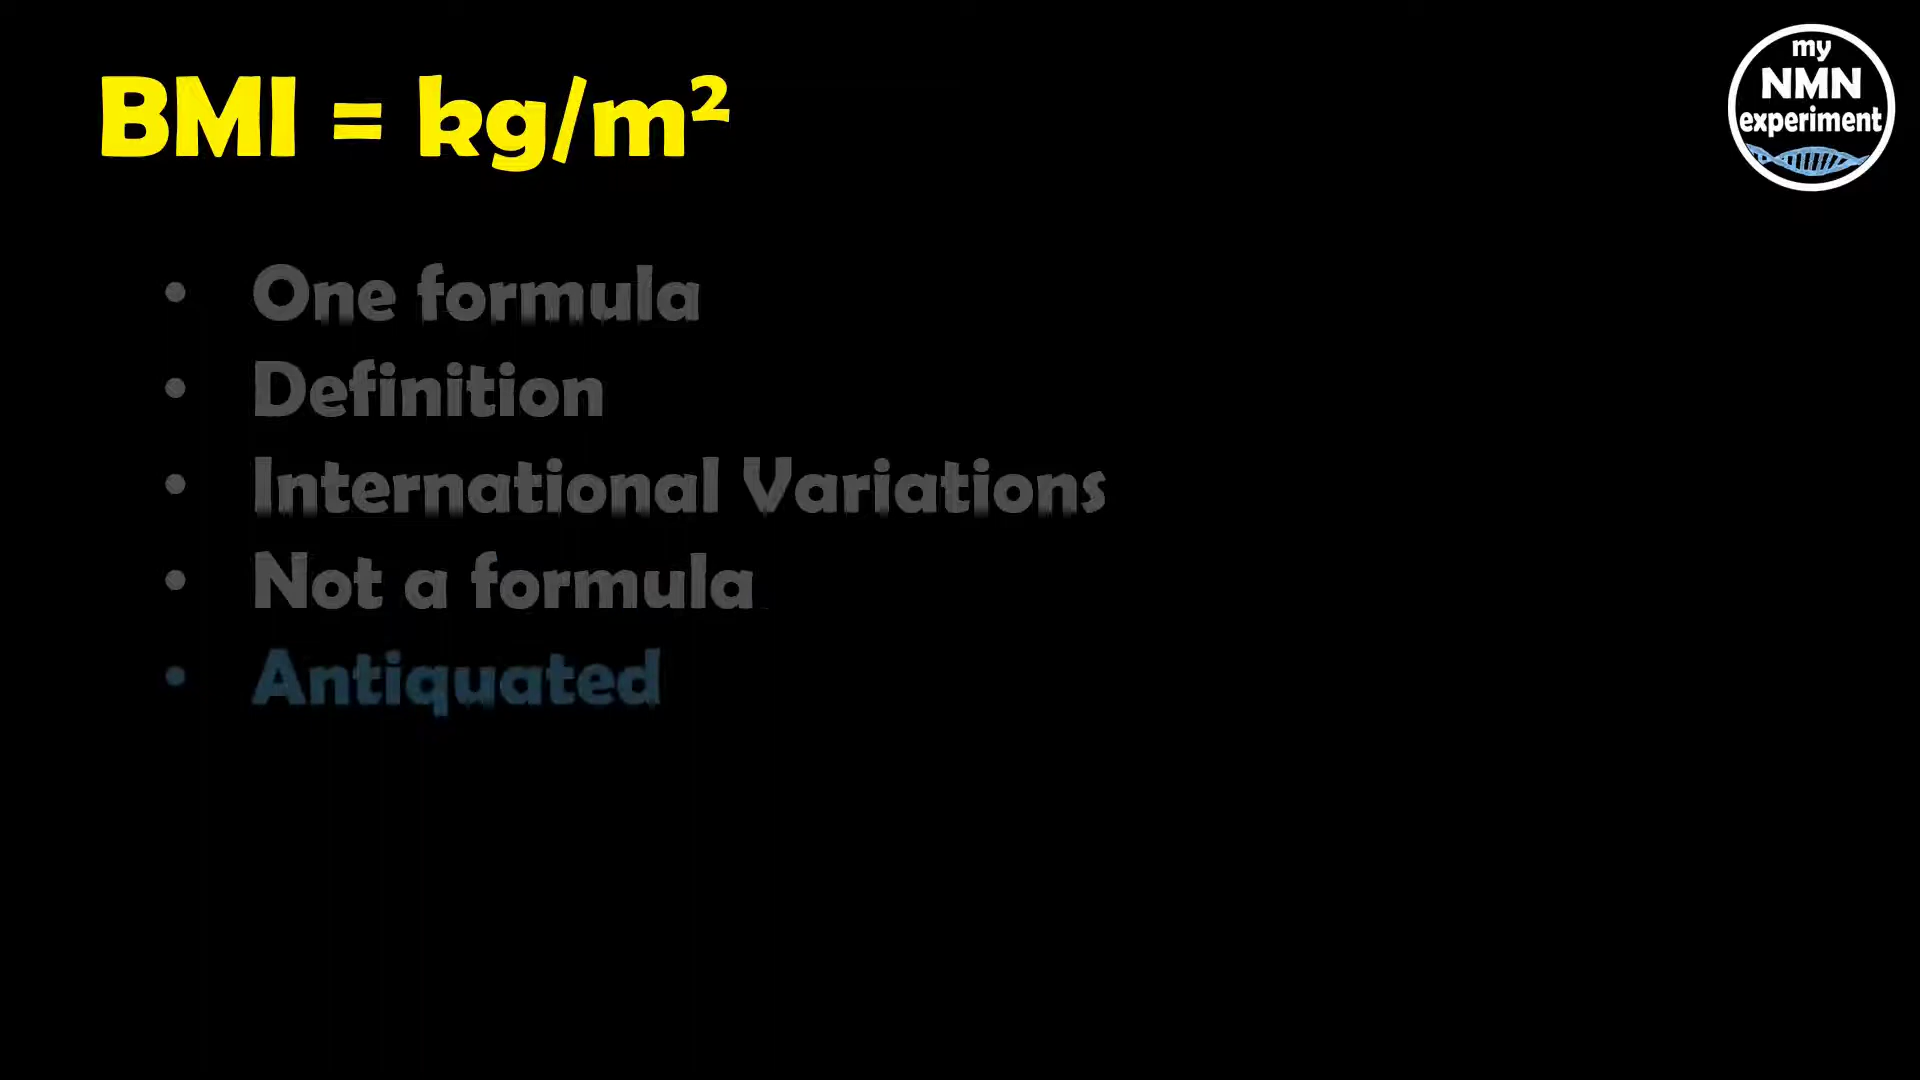 BMI = kg/m²
my
NMN
experiment
• One formula
• Definition
• International Variations
• Not a formula
• Antiquated